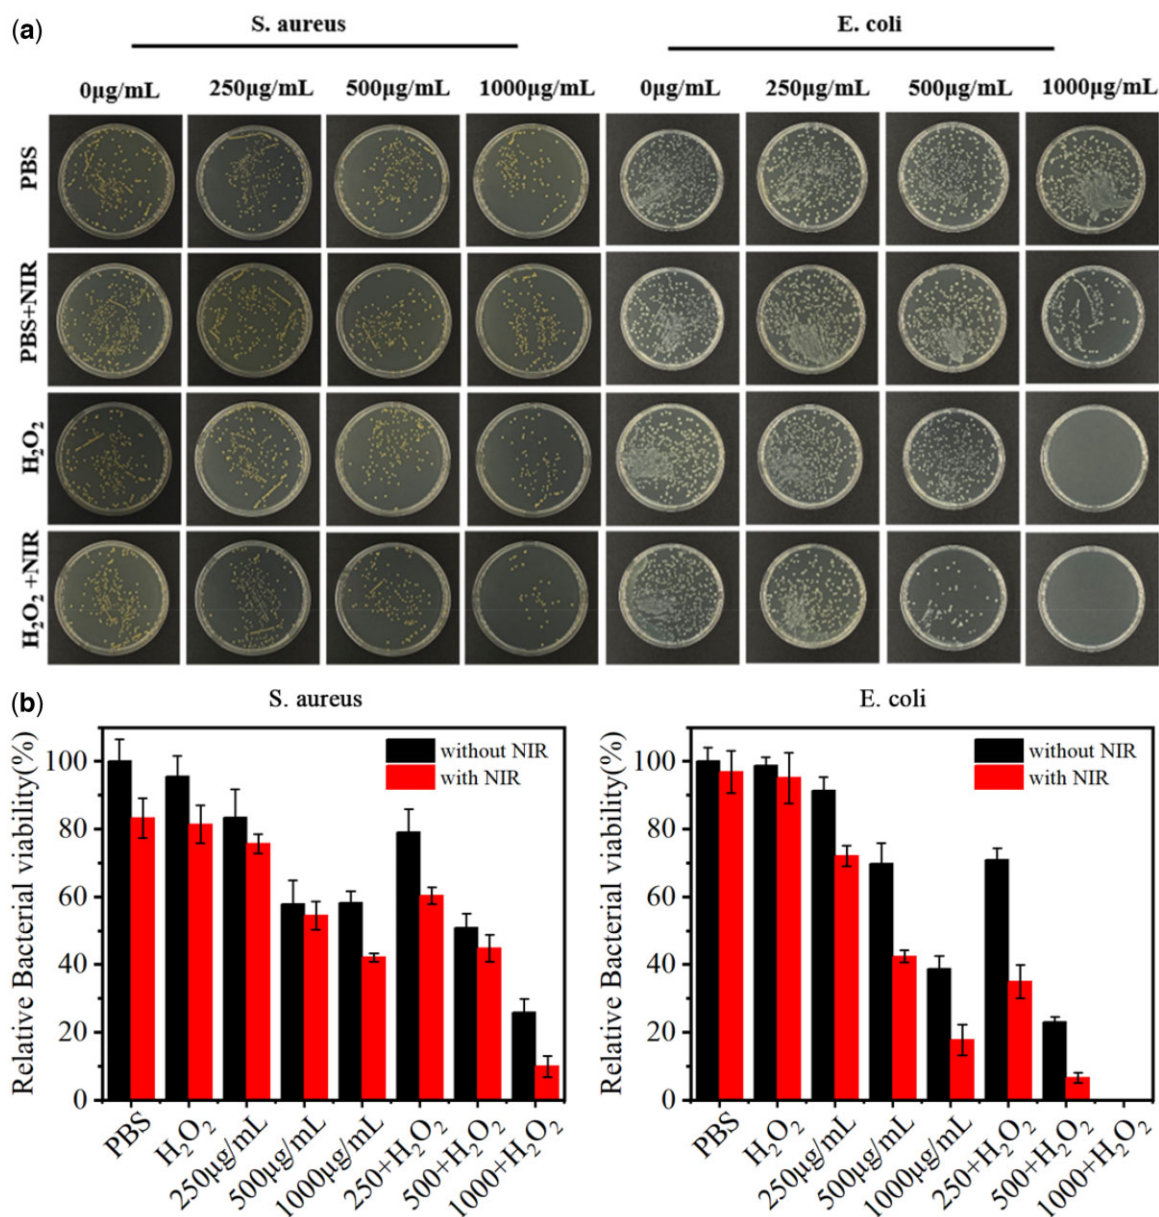 (a)
S. aureus
E. coli
0μg/mL 250μg/mL 500μg/mL 1000μg/mL 0μg/mL 250μg/mL 500μg/mL 1000μg/mL
PBS
PBS+NIR
H₂O₂
H₂O₂ +NIR
(b)
S. aureus
Relative Bacterial viability(%)
100
80
60
40
20
0
without NIR
with NIR
PBS
H₂O₂
250μg/mL
500μg/mL
1000μg/mL
250+H₂O₂
500+H₂O₂
1000+H₂O₂
E. coli
Relative Bacterial viability(%)
100
80
60
40
20
0
without NIR
with NIR
PBS
H₂O₂
250μg/mL
500μg/mL
1000μg/mL
250+H₂O₂
500+H₂O₂
1000+H₂O₂